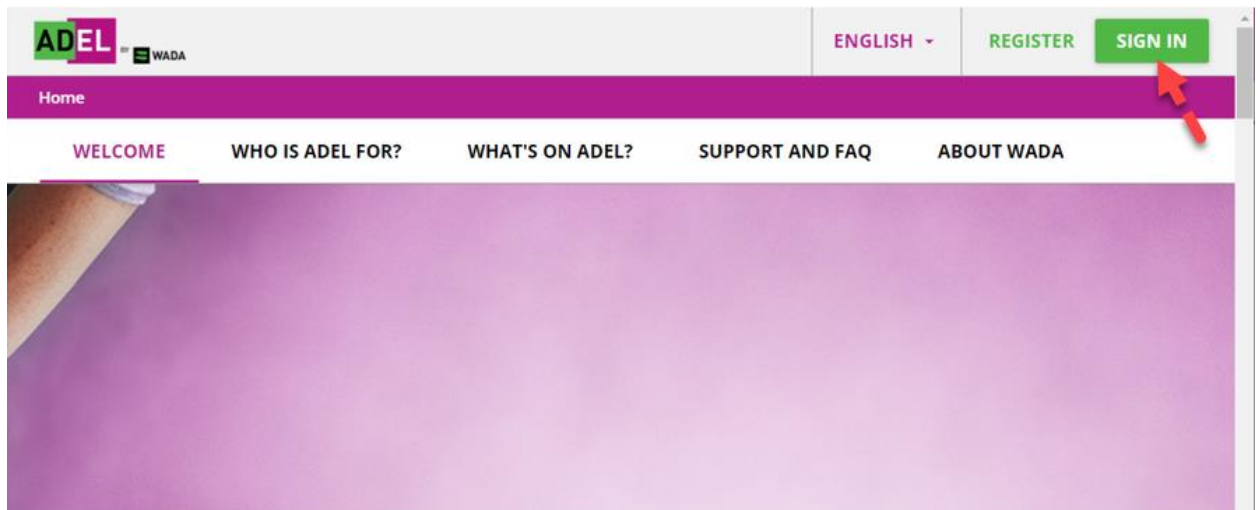 ADEL BY WADA ENGLISH REGISTER SIGN IN
Home
WELCOME WHO IS ADEL FOR? WHAT'S ON ADEL? SUPPORT AND FAQ ABOUT WADA